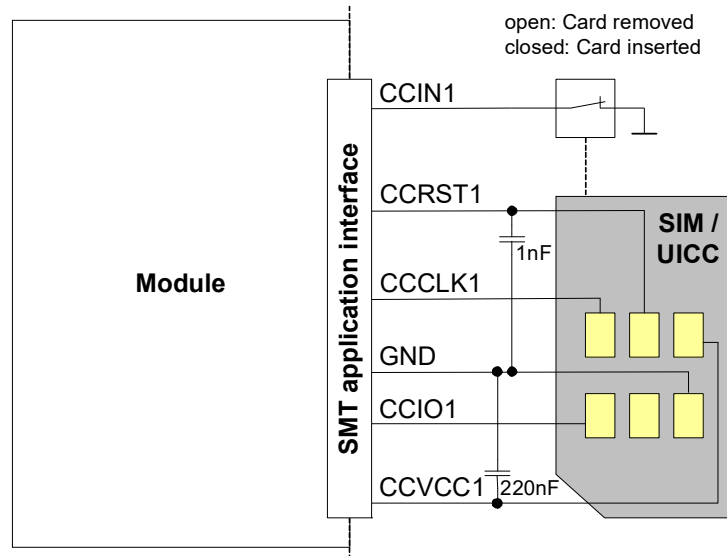 open: Card removed
closed: Card inserted
CCIN1
CCRST1
SIM /
UICC
1nF
Module
SMT application interface
CCCLK1
GND
CCIO1
CCVCC1
220nF